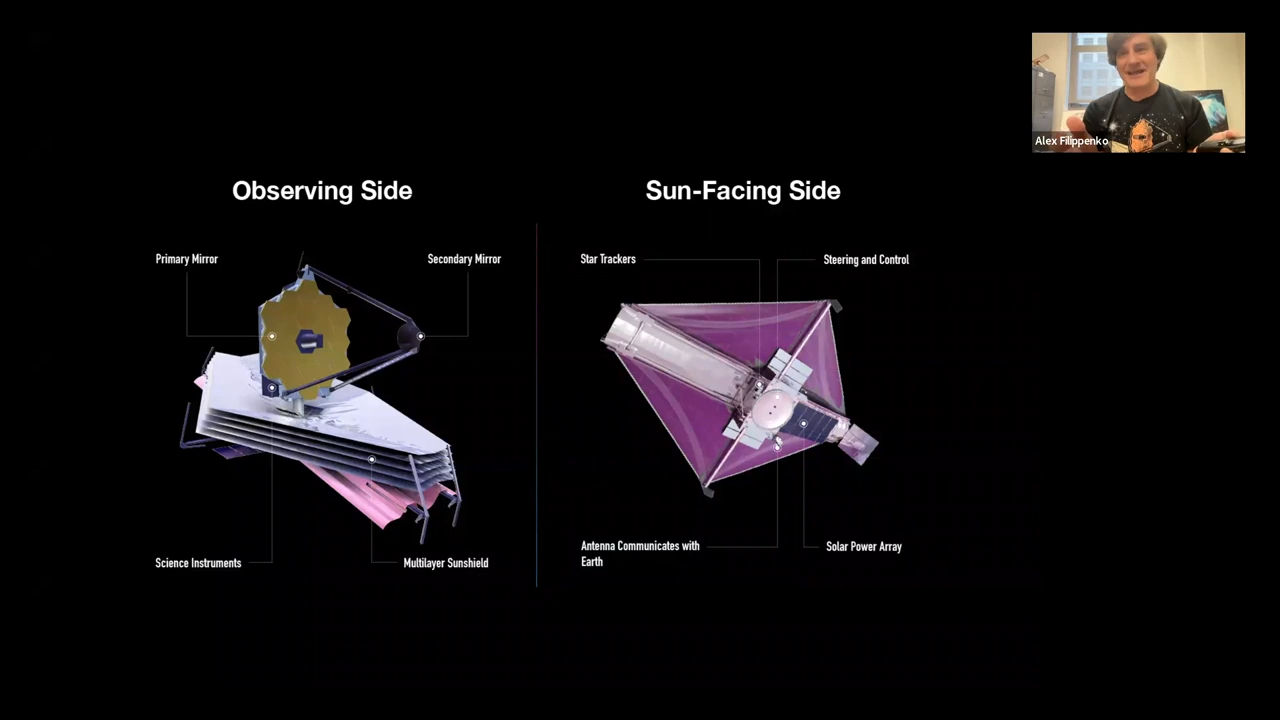 Alex Filippenko
Observing Side
Sun-Facing Side
Primary Mirror
Secondary Mirror
Star Trackers
Steering and Control
Science Instruments
Multilayer Sunshield
Antenna Communicates with
Earth
Solar Power Array